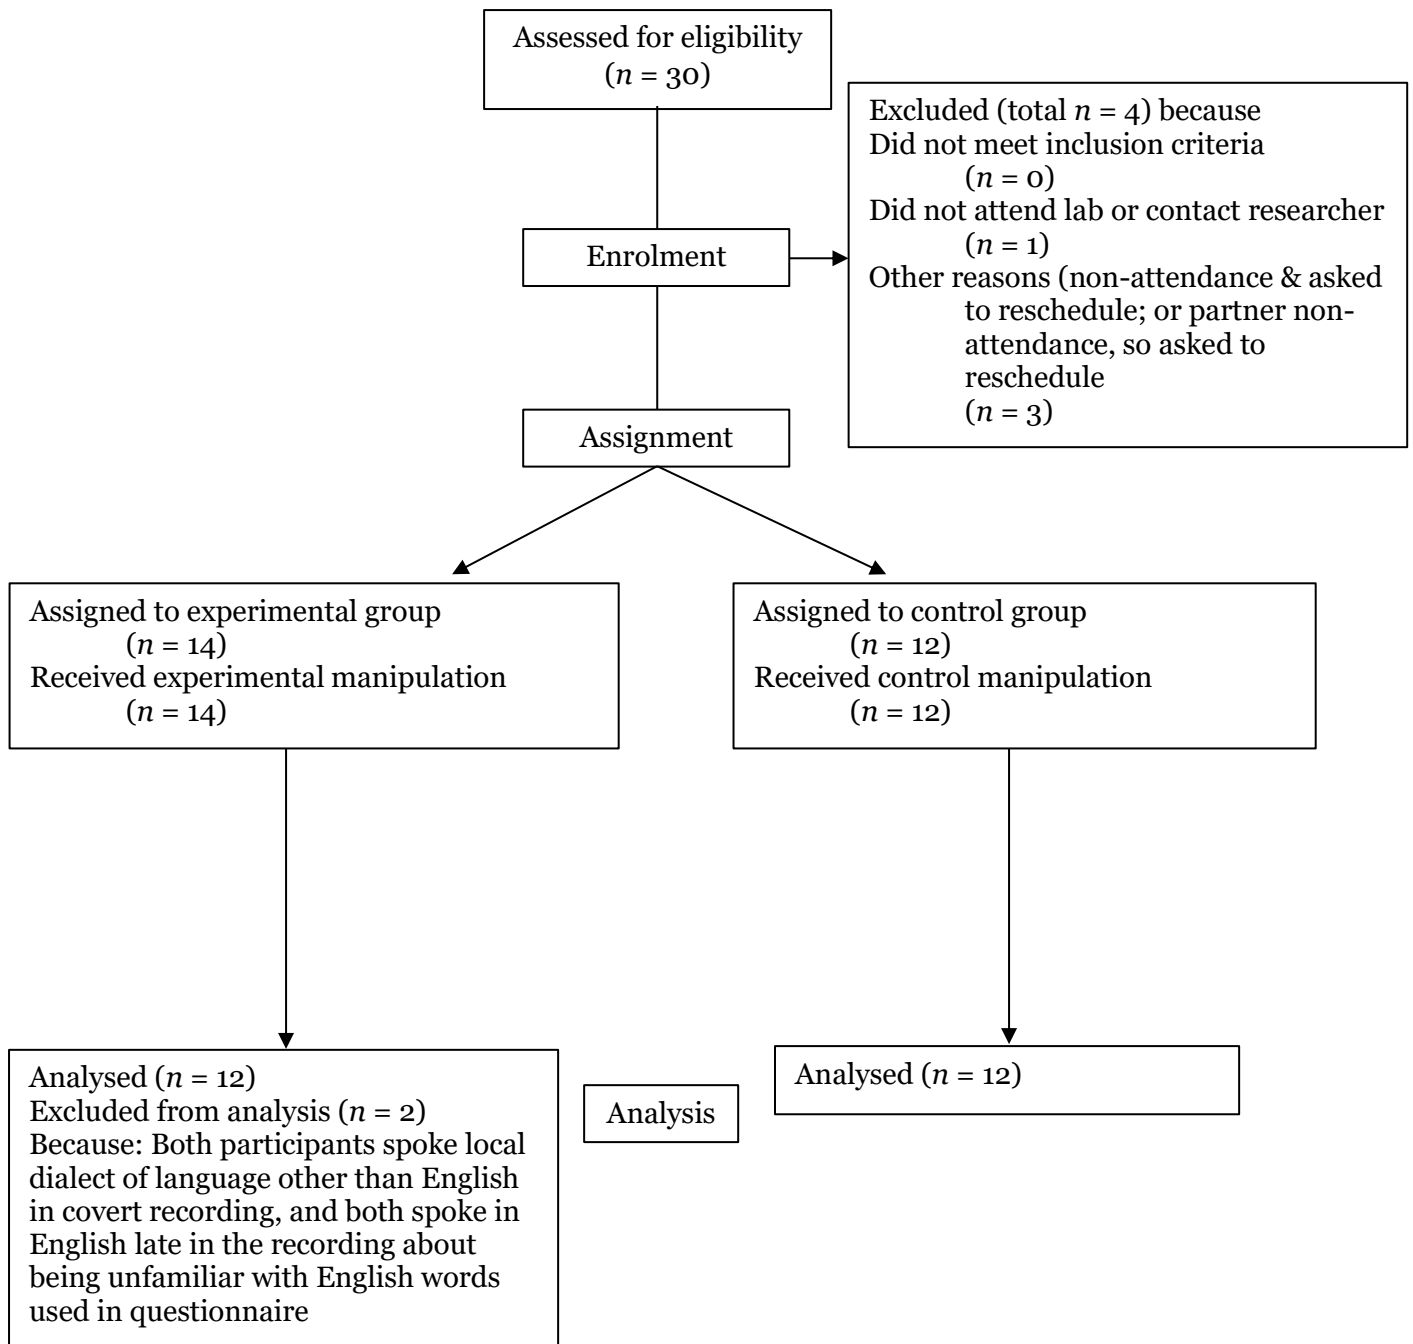 Assessed for eligibility
(n = 30)
Excluded (total n = 4) because
Did not meet inclusion criteria
(n = 0)
Did not attend lab or contact researcher
(n = 1)
Other reasons (non-attendance & asked
to reschedule; or partner non-
attendance, so asked to
reschedule
(n = 3)
Enrolment
Assignment
Assigned to experimental group
(n = 14)
Received experimental manipulation
(n = 14)
Assigned to control group
(n = 12)
Received control manipulation
(n = 12)
Analysed (n = 12)
Excluded from analysis (n = 2)
Because: Both participants spoke local
dialect of language other than English
in covert recording, and both spoke in
English late in the recording about
being unfamiliar with English words
used in questionnaire
Analysis
Analysed (n = 12)